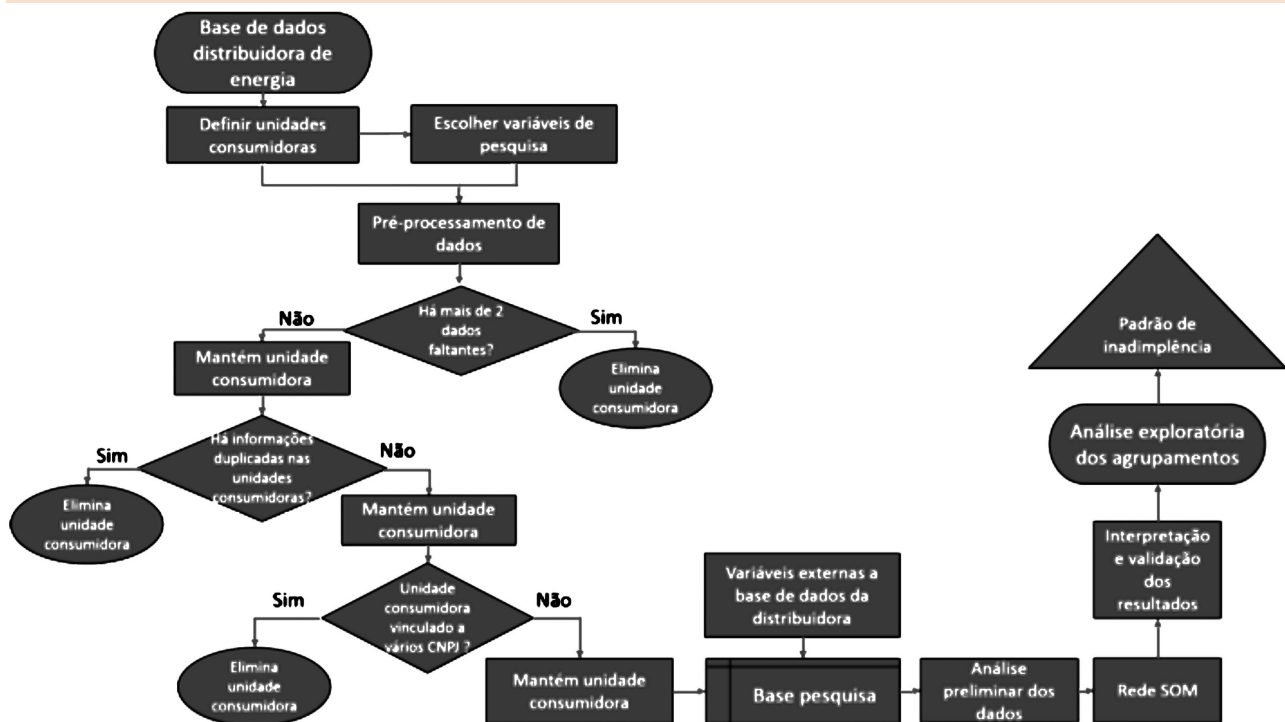 Base de dados
distribuidora de
energia
Definir unidades
consumidoras
Escolher variáveis de
pesquisa
Pré-processamento de
dados
Há mais de 2
dados
faltantes?
Não
Sim
Mantém unidade
consumidora
Elimina
unidade
consumidora
Há informações
duplicadas nas
unidades
consumidoras?
Sim
Não
Elimina
unidade
consumidora
Mantém unidade
consumidora
Unidade
consumidora
vinculado a
vários CNPJ ?
Sim
Não
Elimina
unidade
consumidora
Mantém unidade
consumidora
Variáveis externas a
base de dados da
distribuidora
Base pesquisa
Análise
preliminar dos
dados
Rede SOM
Interpretação
e validação
dos
resultados
Análise exploratória
dos agrupamentos
Padrão de
inadimplência